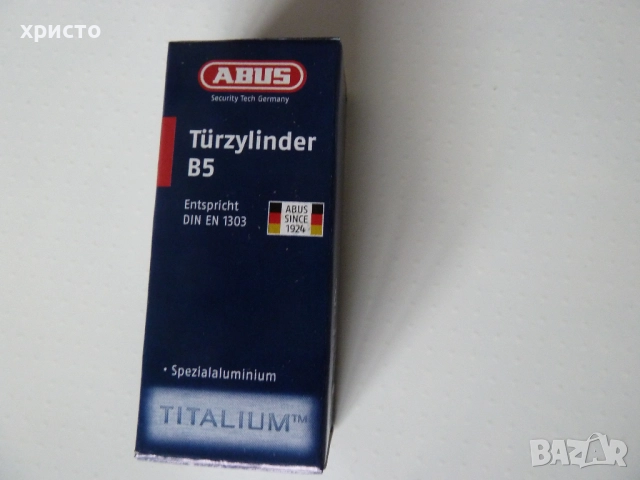 христо
ABUS
Security Tech Germany
Türzylinder
B5
Entspricht
DIN EN 1303
ABUS
SINCE
1924
• Spezialaluminium
TITALIUM™
BAZAR